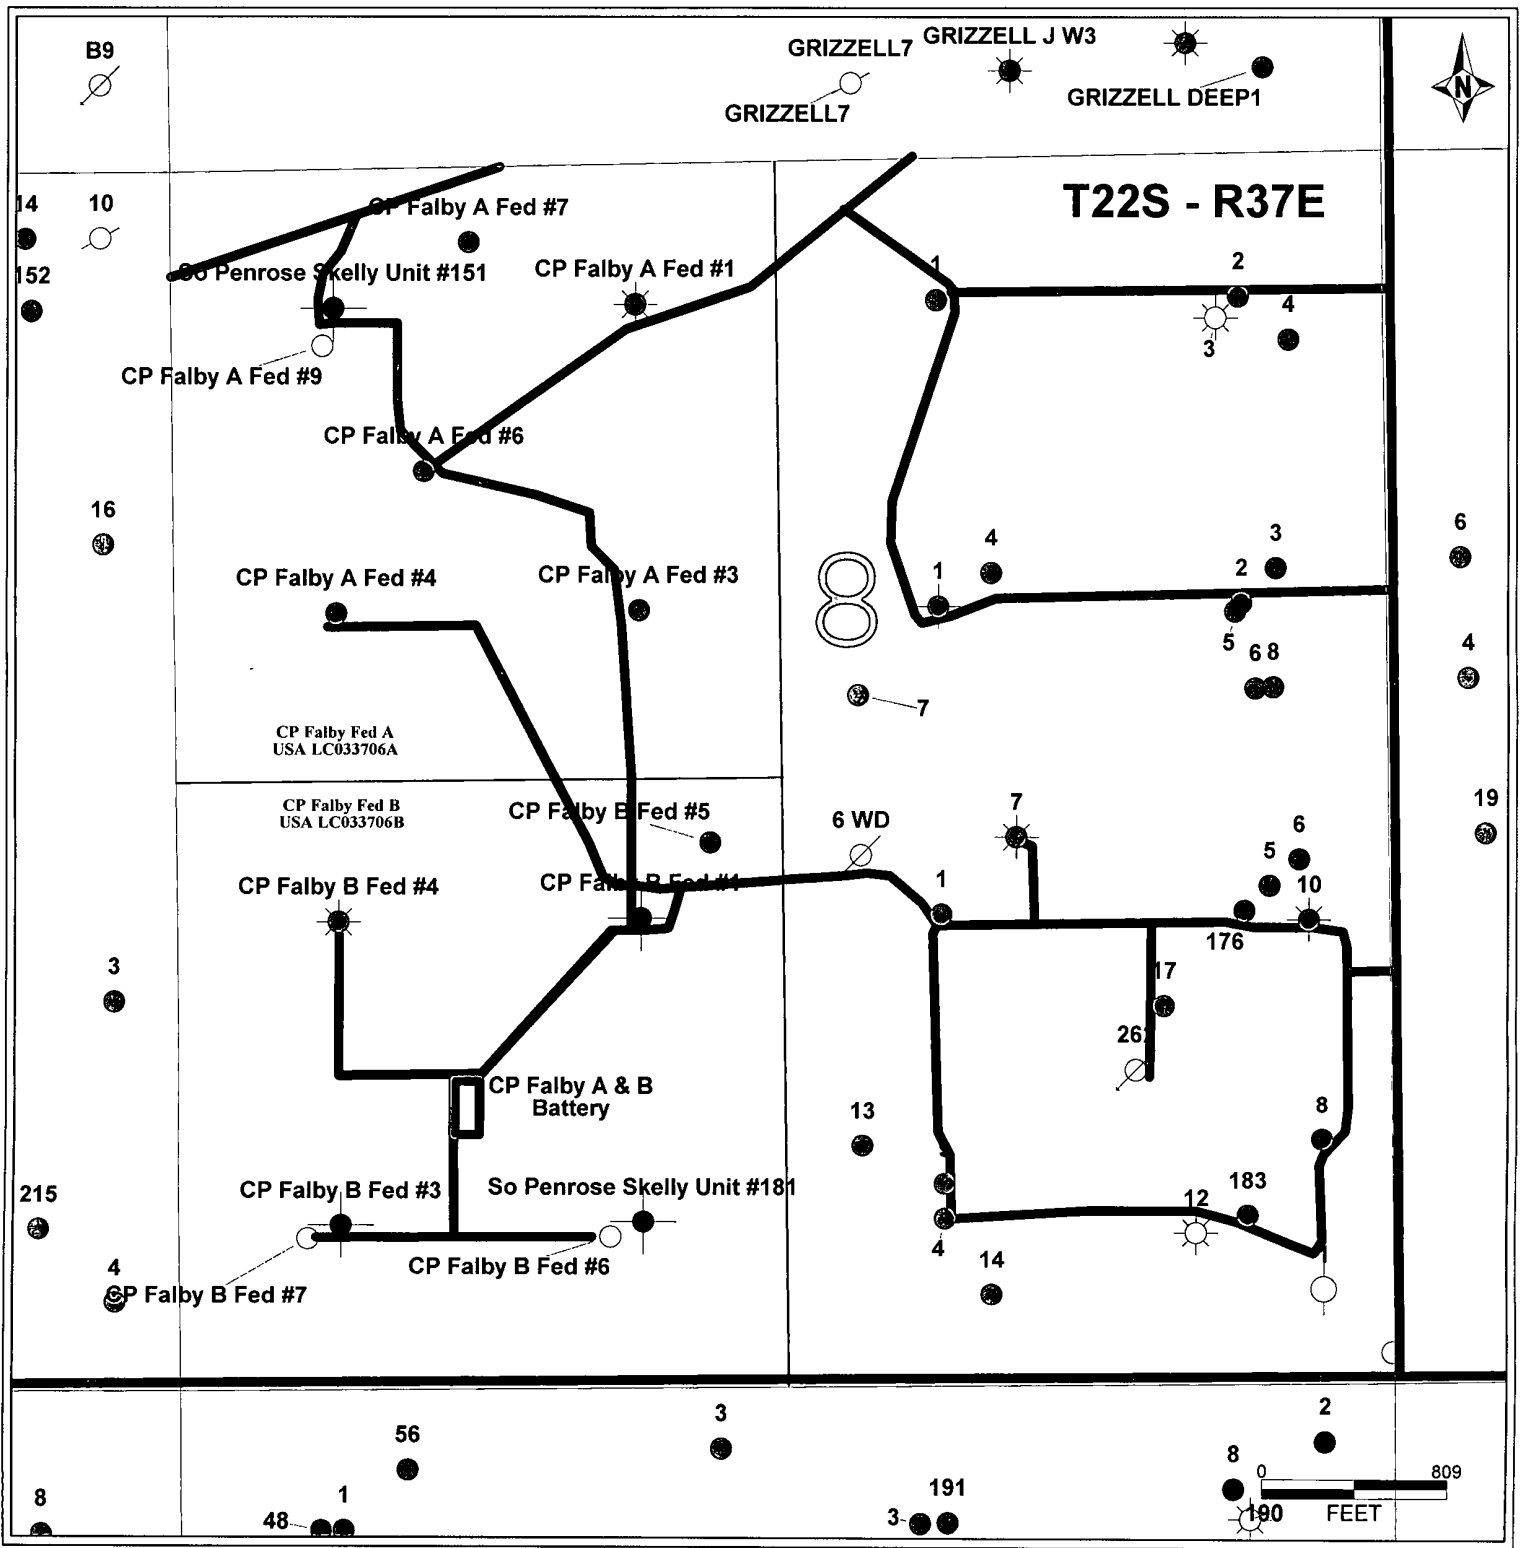 B9
GRIZZELL7
GRIZZELL J W3
GRIZZELL7
GRIZZELL DEEP1
N
14
10
152
CP Falby A Fed #7
T22S - R37E
So Penrose Skelly Unit #151
CP Falby A Fed #1
1
2
4
3
CP Falby A Fed #9
CP Falby A Fed #6
16
6
CP Falby A Fed #4
CP Falby A Fed #3
8
1
4
2
3
5
6
8
4
7
CP Falby Fed A
USA LC033706A
CP Falby Fed B
USA LC033706B
CP Falby B Fed #5
6 WD
7
19
6
5
CP Falby B Fed #4
CP Falby B Fed #1
1
10
176
3
17
CP Falby A & B
Battery
13
8
215
CP Falby B Fed #3
So Penrose Skelly Unit #181
12
183
4
CP Falby B Fed #6
4
CP Falby B Fed #7
14
56
3
2
8
0
809
FEET
8
48
1
3
191